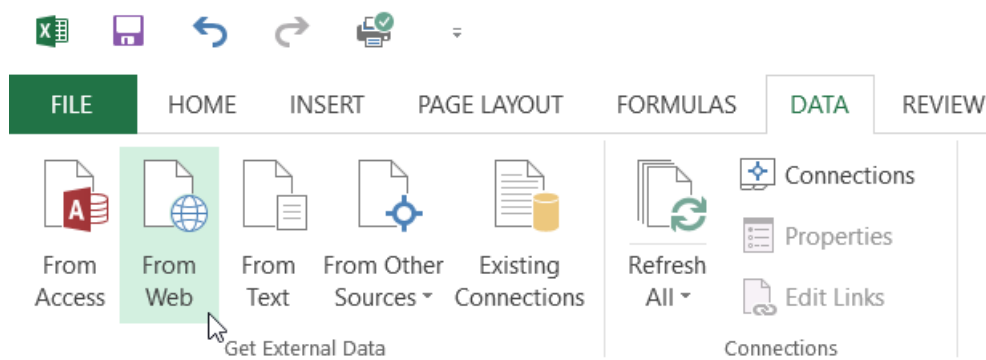 FILE HOME INSERT PAGE LAYOUT FORMULAS DATA REVIEW
From Access
From Web
From Text
From Other Sources
Existing Connections
Get External Data
Refresh All
Connections
Properties
Edit Links
Connections